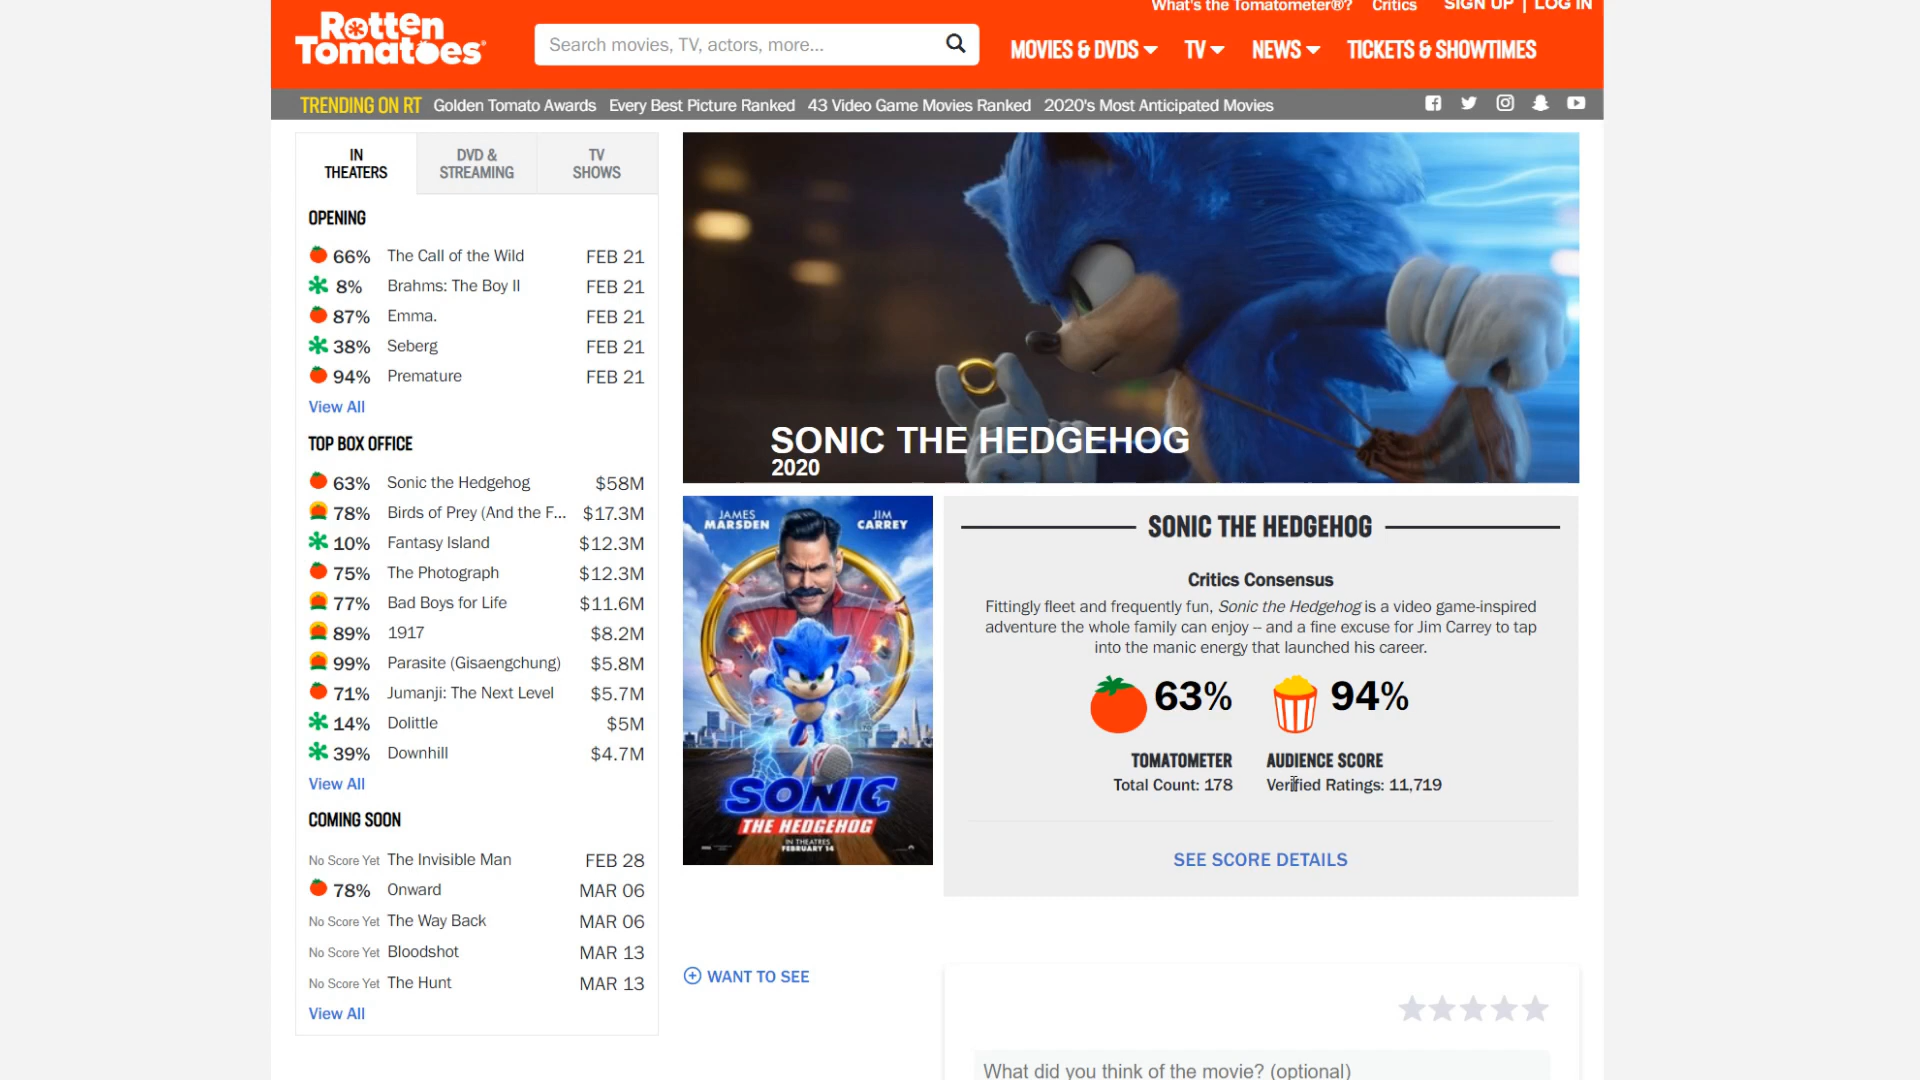 What's the Tomatometer®? Critics SIGN UP | LOG IN
Rotten
Tomatoes
Search movies, TV, actors, more...
MOVIES & DVDS TV NEWS TICKETS & SHOWTIMES
TRENDING ON RT Golden Tomato Awards Every Best Picture Ranked 43 Video Game Movies Ranked 2020's Most Anticipated Movies
IN THEATERS
DVD & STREAMING
TV SHOWS
OPENING
66% The Call of the Wild FEB 21
8% Brahms: The Boy II FEB 21
87% Emma. FEB 21
38% Seberg FEB 21
94% Premature FEB 21
View All
TOP BOX OFFICE
63% Sonic the Hedgehog $58M
78% Birds of Prey (And the F... $17.3M
10% Fantasy Island $12.3M
75% The Photograph $12.3M
77% Bad Boys for Life $11.6M
89% 1917 $8.2M
99% Parasite (Gisaengchung) $5.8M
71% Jumanji: The Next Level $5.7M
14% Dolittle $5M
39% Downhill $4.7M
View All
COMING SOON
No Score Yet The Invisible Man FEB 28
78% Onward MAR 06
No Score Yet The Way Back MAR 06
No Score Yet Bloodshot MAR 13
No Score Yet The Hunt MAR 13
View All
SONIC THE HEDGEHOG
2020
JAMES MARSDEN
JIM CARREY
SONIC
THE HEDGEHOG
IN THEATRES
FEBRUARY 14
WANT TO SEE
SONIC THE HEDGEHOG
Critics Consensus
Fittingly fleet and frequently fun, Sonic the Hedgehog is a video game-inspired
adventure the whole family can enjoy -- and a fine excuse for Jim Carrey to tap
into the manic energy that launched his career.
63% 94%
TOMATOMETER AUDIENCE SCORE
Total Count: 178 Verified Ratings: 11,719
SEE SCORE DETAILS
What did you think of the movie? (optional)